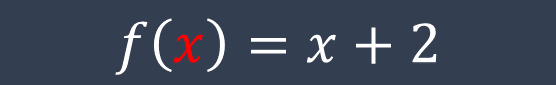 f(x) = x + 2